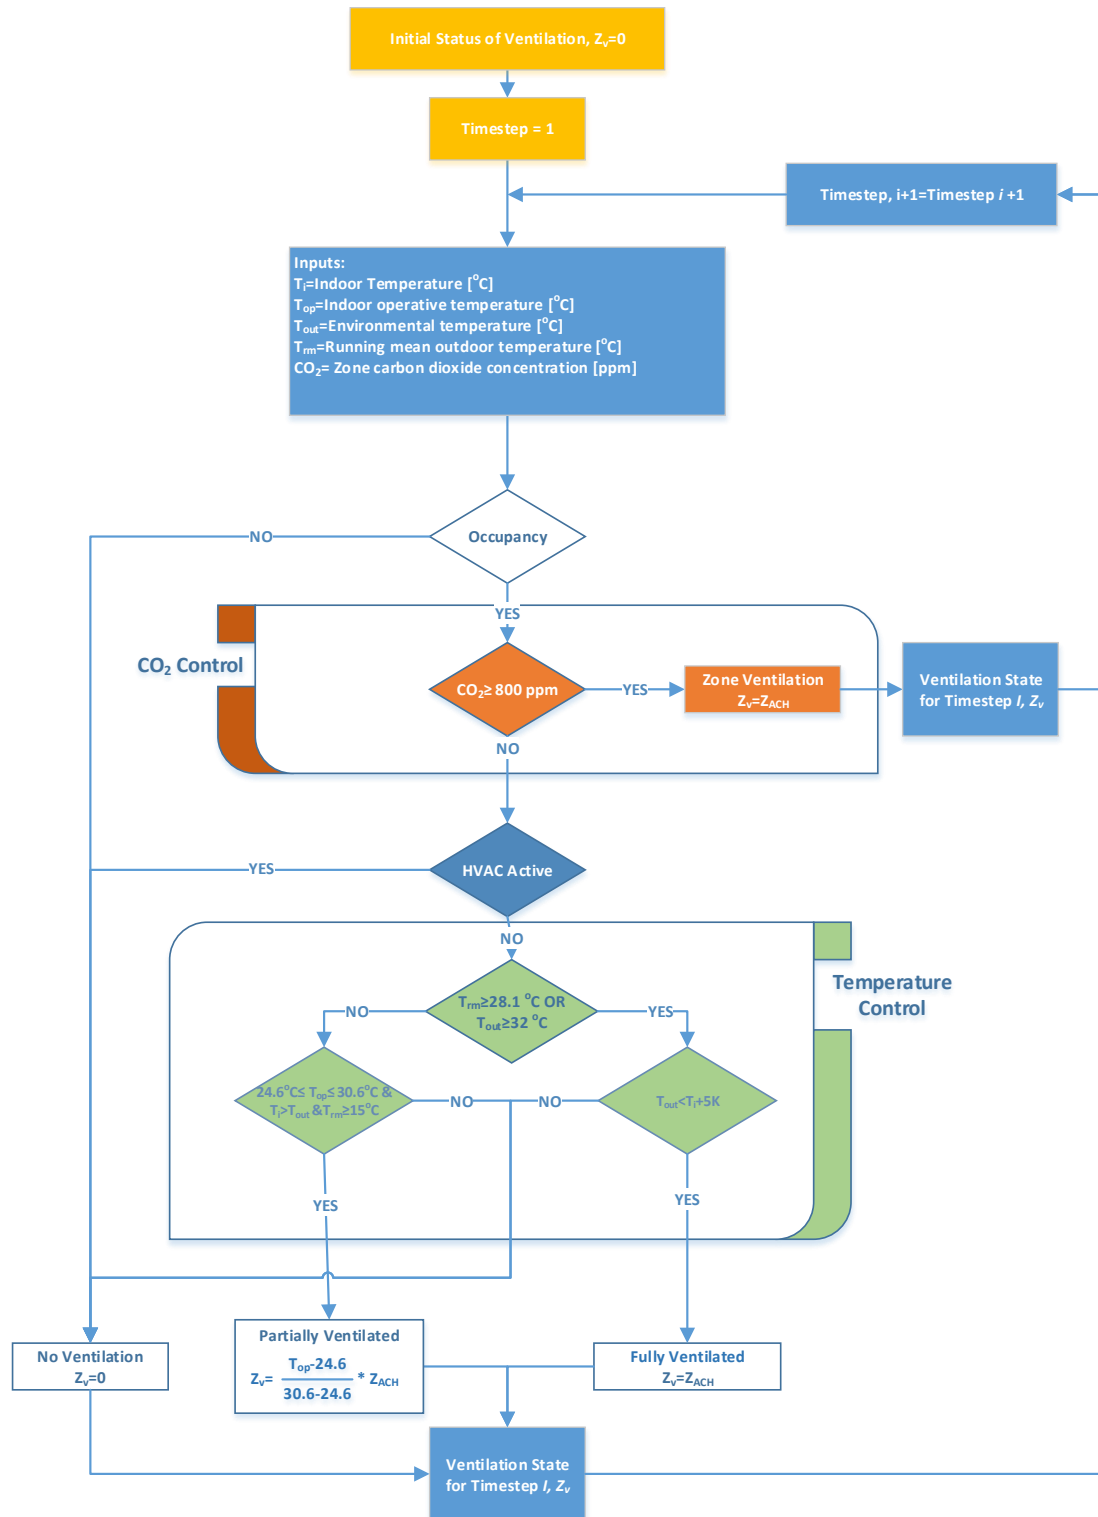 Initial Status of Ventilation, Zᵥ=0
Timestep = 1
Timestep, i+1=Timestep i +1
Inputs:
Tᵢ=Indoor Temperature [°C]
Tₒₚ=Indoor operative temperature [°C]
Tₒᵤₜ=Environmental temperature [°C]
Tᵣₘ=Running mean outdoor temperature [°C]
CO₂= Zone carbon dioxide concentration [ppm]
Occupancy
NO
YES
CO₂ Control
CO₂≥ 800 ppm
YES
Zone Ventilation
Zᵥ=Z_ACH
Ventilation State
for Timestep I, Zᵥ
NO
HVAC Active
YES
NO
Temperature
Control
Tᵣₘ≥28.1 °C OR
Tₒᵤₜ≥32 °C
NO
YES
24.6°C≤ Tₒₚ≤30.6°C &
Tᵢ>Tₒᵤₜ &Tᵣₘ≥15°C
NO
NO
Tₒᵤₜ<Tᵢ+5K
YES
YES
No Ventilation
Zᵥ=0
Partially Ventilated
Zᵥ= Tₒₚ-24.6 / 30.6-24.6 * Z_ACH
Fully Ventilated
Zᵥ=Z_ACH
Ventilation State
for Timestep I, Zᵥ